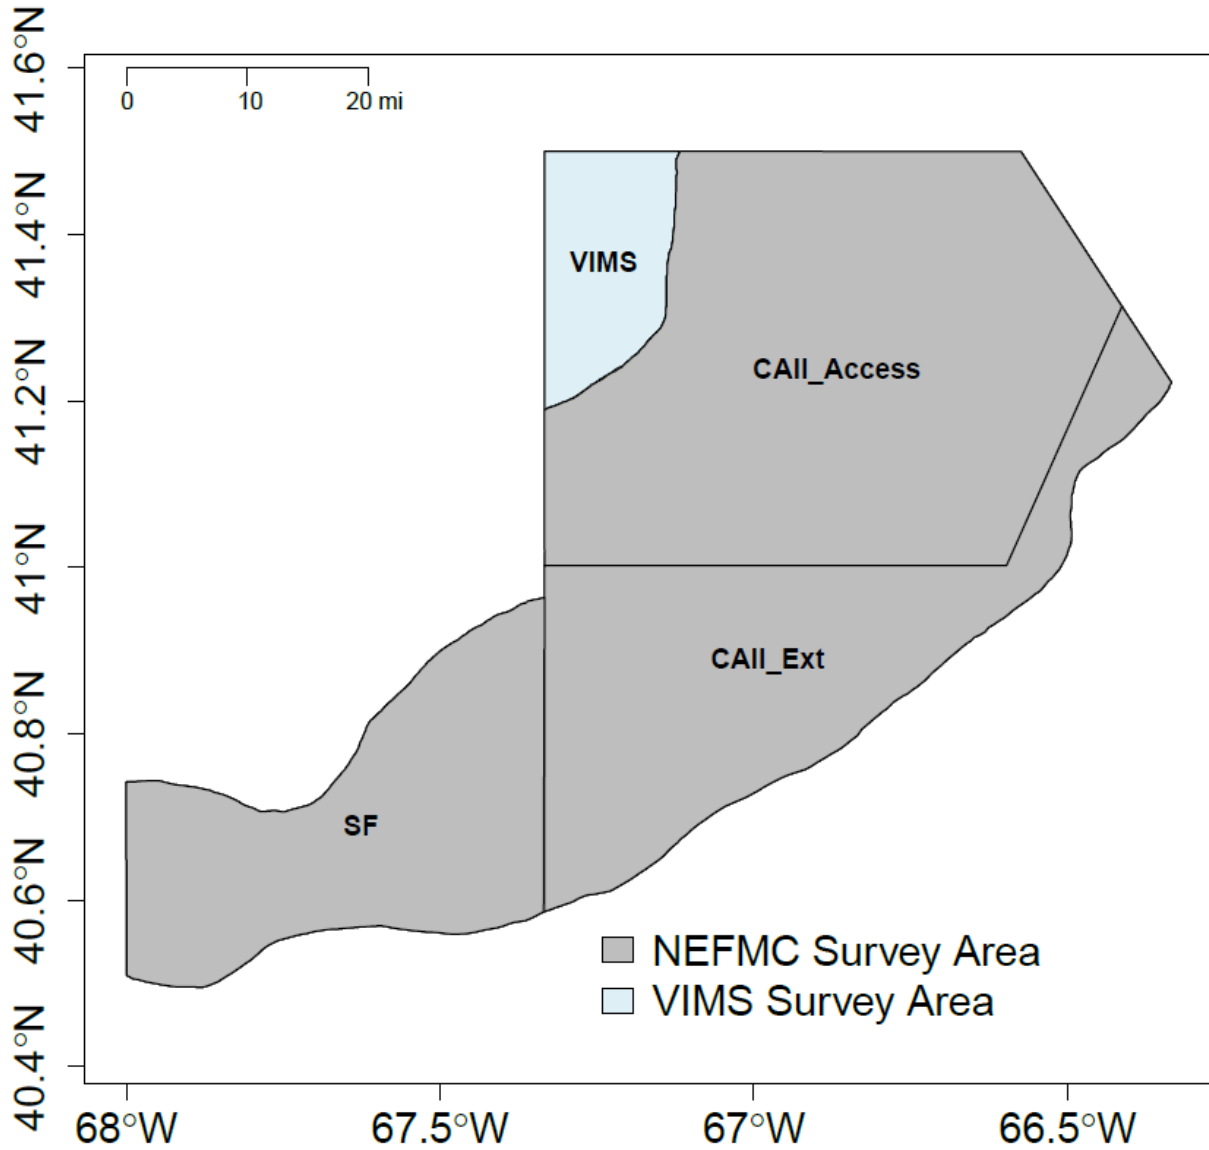 41.6°N
0 10 20 mi
41.4°N
VIMS
CAII_Access
41.2°N
41°N
CAII_Ext
40.8°N
SF
40.6°N
NEFMC Survey Area
VIMS Survey Area
40.4°N
68°W 67.5°W 67°W 66.5°W